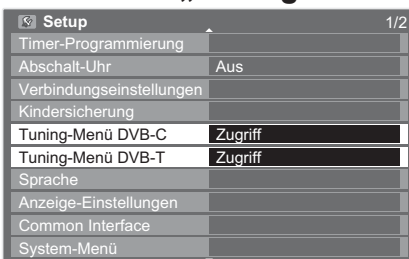 Setup 1/2
Timer-Programmierung
Abschalt-Uhr Aus
Verbindungseinstellungen
Kindersicherung
Tuning-Menü DVB-C Zugriff
Tuning-Menü DVB-T Zugriff
Sprache
Anzeige-Einstellungen
Common Interface
System-Menü